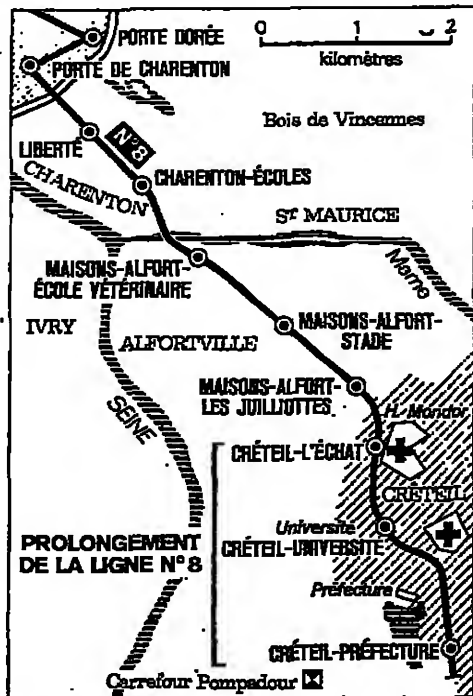 PORTE DORÉE
0 1 2
kilomètres
PORTE DE CHARENTON
Bois de Vincennes
N°8
LIBERTÉ
CHARENTON
CHARENTON-ÉCOLES
ST MAURICE
MAISONS-ALFORT-
ÉCOLE VÉTÉRINAIRE
Marne
IVRY
ALFORTVILLE
MAISONS-ALFORT-
STADE
MAISONS-ALFORT-
LES JUILLIOTTES
H.-Mondor
SEINE
CRÉTEIL-L'ÉCHAT
CRÉTEIL
Université
CRÉTEIL-UNIVERSITÉ
PROLONGEMENT
DE LA LIGNE N°8
Préfecture
CRÉTEIL-PRÉFECTURE
Carrefour Pompadour